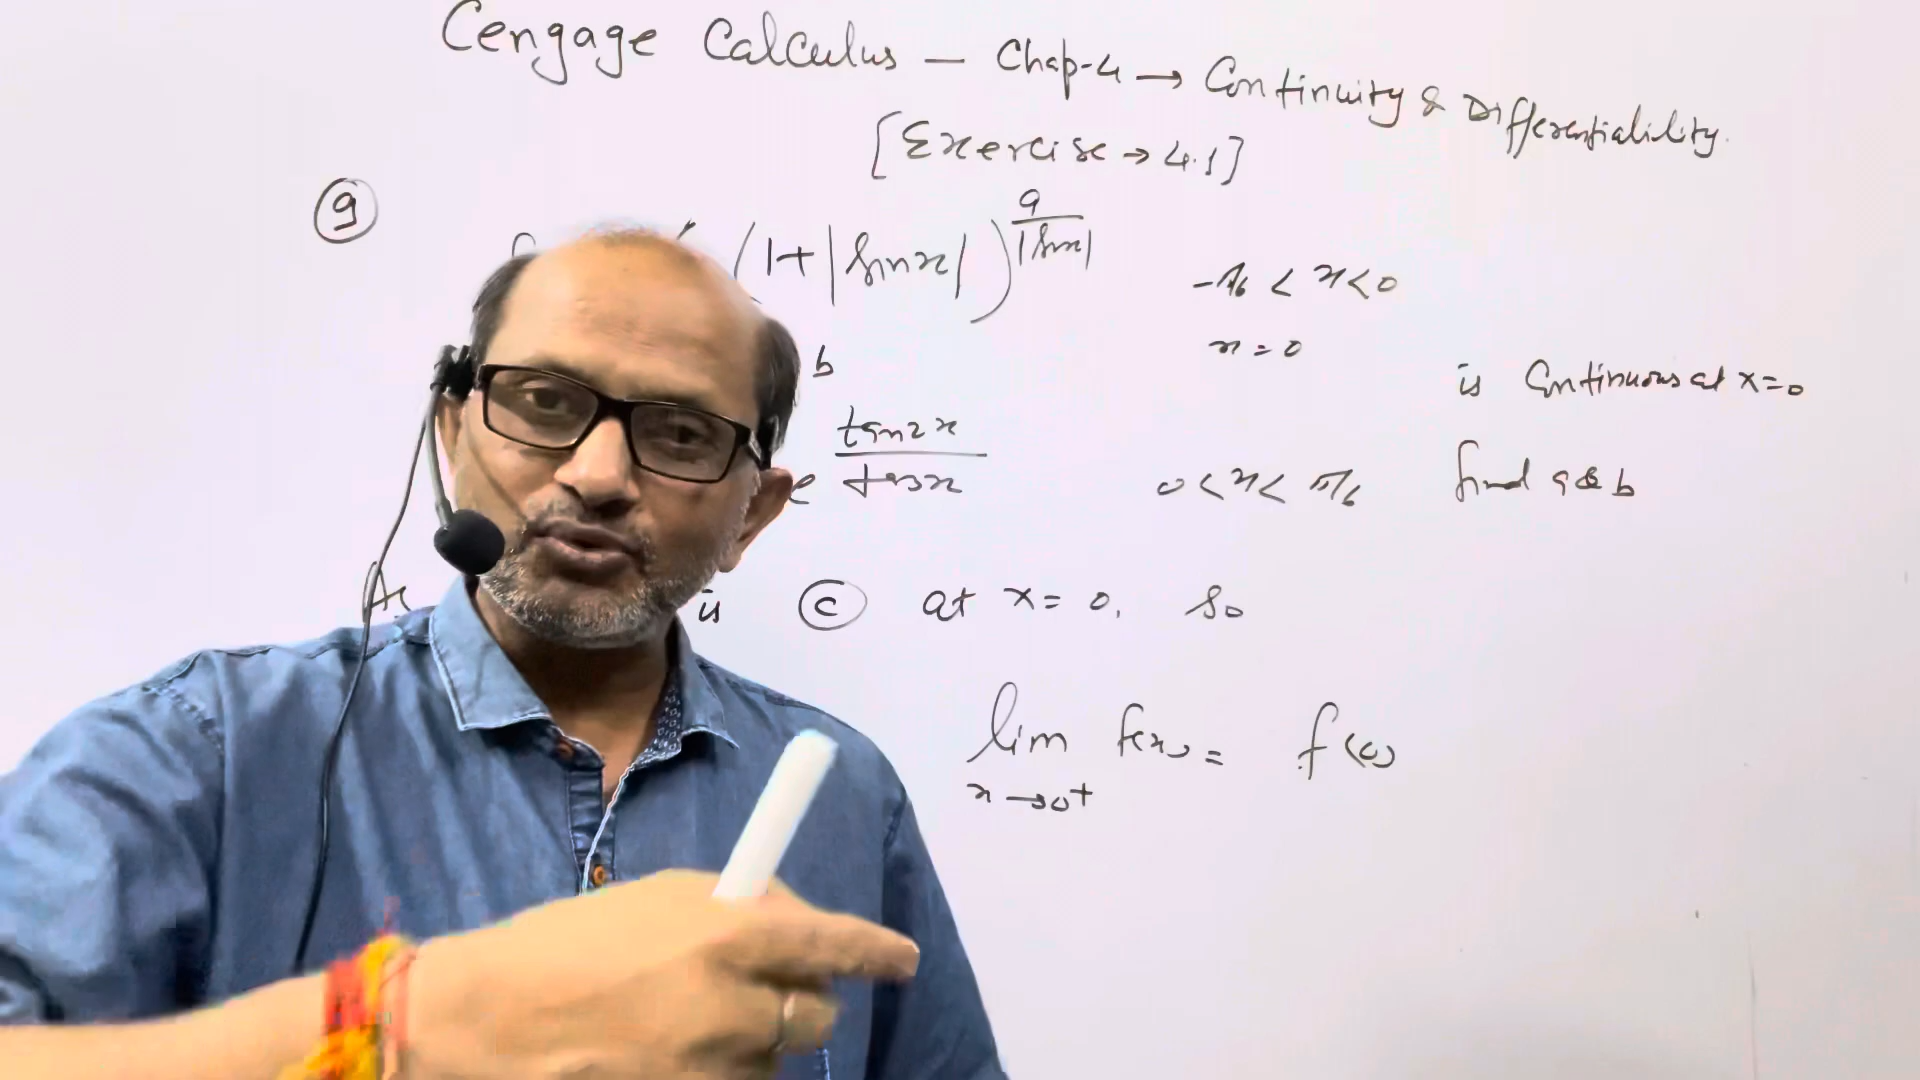 Cengage Calculus — Chap-4 → Continuity & Differentiability.
[Exercise → 4.1]
9
(1+|sinx|)^(a/|sinx|) -π/6 < x < 0
b x = 0
is Continuous at x=0
e^(tan2x/tan3x) 0 < x < π/6 find a & b
is C at x = 0, so
lim f(x) = f(0)
x → 0+